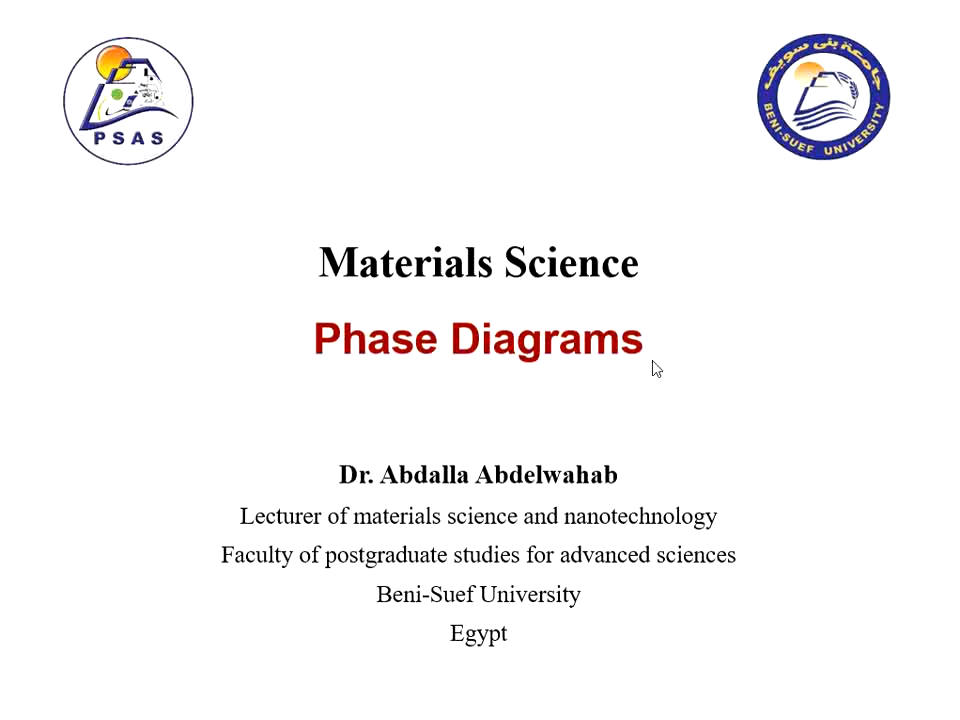 PSAS
جامعة بنى سويف
BENI-SUEF UNIVERSITY
Materials Science
Phase Diagrams
Dr. Abdalla Abdelwahab
Lecturer of materials science and nanotechnology
Faculty of postgraduate studies for advanced sciences
Beni-Suef University
Egypt